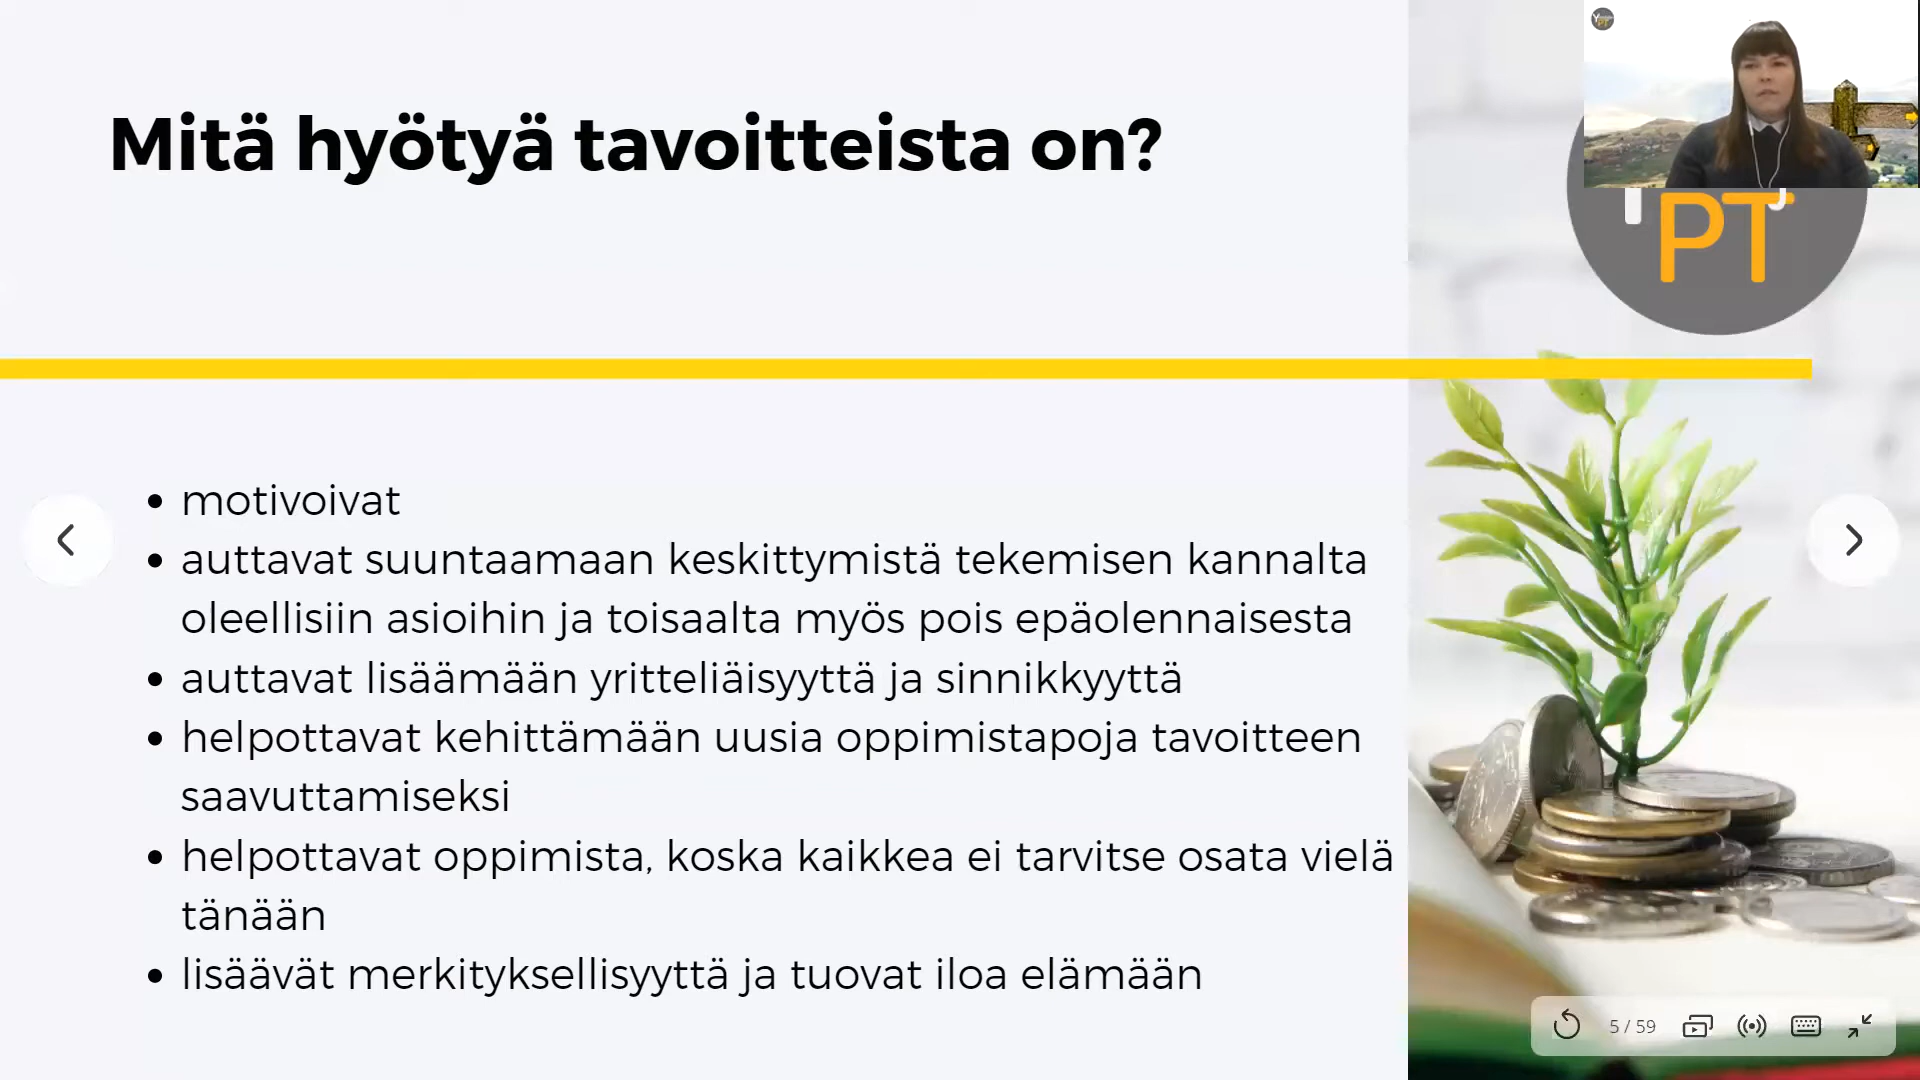 Mitä hyötyä tavoitteista on?
PT
motivoivat
auttavat suuntaamaan keskittymistä tekemisen kannalta
oleellisiin asioihin ja toisaalta myös pois epäolennaisesta
auttavat lisäämään yritteliäisyyttä ja sinnikkyyttä
helpottavat kehittämään uusia oppimistapoja tavoitteen
saavuttamiseksi
helpottavat oppimista, koska kaikkea ei tarvitse osata vielä
tänään
lisäävät merkityksellisyyttä ja tuovat iloa elämään
5 / 59